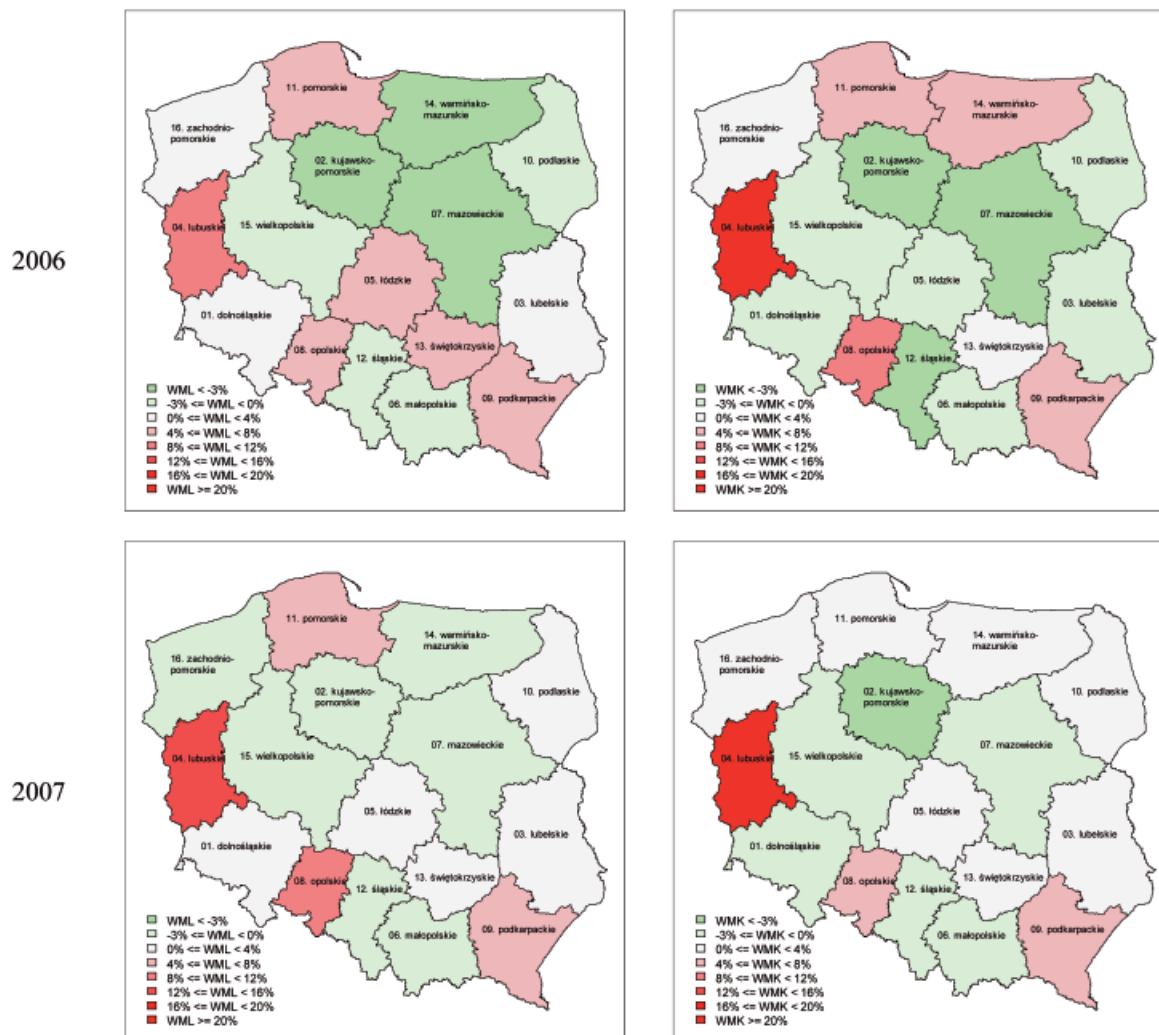 2006
11. pomorskie
14. warmińsko-
mazurskie
16. zachodnio-
pomorskie
02. kujawsko-
pomorskie
10. podlaskie
07. mazowieckie
04. lubuskie
15. wielkopolskie
05. łódzkie
03. lubelskie
01. dolnośląskie
08. opolskie
12. śląskie
13. świętokrzyskie
06. małopolskie
09. podkarpackie
WML < -3%
-3% <= WML < 0%
0% <= WML < 4%
4% <= WML < 8%
8% <= WML < 12%
12% <= WML < 16%
16% <= WML < 20%
WML >= 20%
11. pomorskie
14. warmińsko-
mazurskie
16. zachodnio-
pomorskie
02. kujawsko-
pomorskie
10. podlaskie
07. mazowieckie
04. lubuskie
15. wielkopolskie
05. łódzkie
03. lubelskie
01. dolnośląskie
08. opolskie
12. śląskie
13. świętokrzyskie
06. małopolskie
09. podkarpackie
WMK < -3%
-3% <= WMK < 0%
0% <= WMK < 4%
4% <= WMK < 8%
8% <= WMK < 12%
12% <= WMK < 16%
16% <= WMK < 20%
WMK >= 20%
2007
11. pomorskie
14. warmińsko-
mazurskie
16. zachodnio-
pomorskie
02. kujawsko-
pomorskie
10. podlaskie
07. mazowieckie
04. lubuskie
15. wielkopolskie
05. łódzkie
03. lubelskie
01. dolnośląskie
08. opolskie
12. śląskie
13. świętokrzyskie
06. małopolskie
09. podkarpackie
WML < -3%
-3% <= WML < 0%
0% <= WML < 4%
4% <= WML < 8%
8% <= WML < 12%
12% <= WML < 16%
16% <= WML < 20%
WML >= 20%
11. pomorskie
14. warmińsko-
mazurskie
16. zachodnio-
pomorskie
02. kujawsko-
pomorskie
10. podlaskie
07. mazowieckie
04. lubuskie
15. wielkopolskie
05. łódzkie
03. lubelskie
01. dolnośląskie
08. opolskie
12. śląskie
13. świętokrzyskie
06. małopolskie
09. podkarpackie
WMK < -3%
-3% <= WMK < 0%
0% <= WMK < 4%
4% <= WMK < 8%
8% <= WMK < 12%
12% <= WMK < 16%
16% <= WMK < 20%
WMK >= 20%